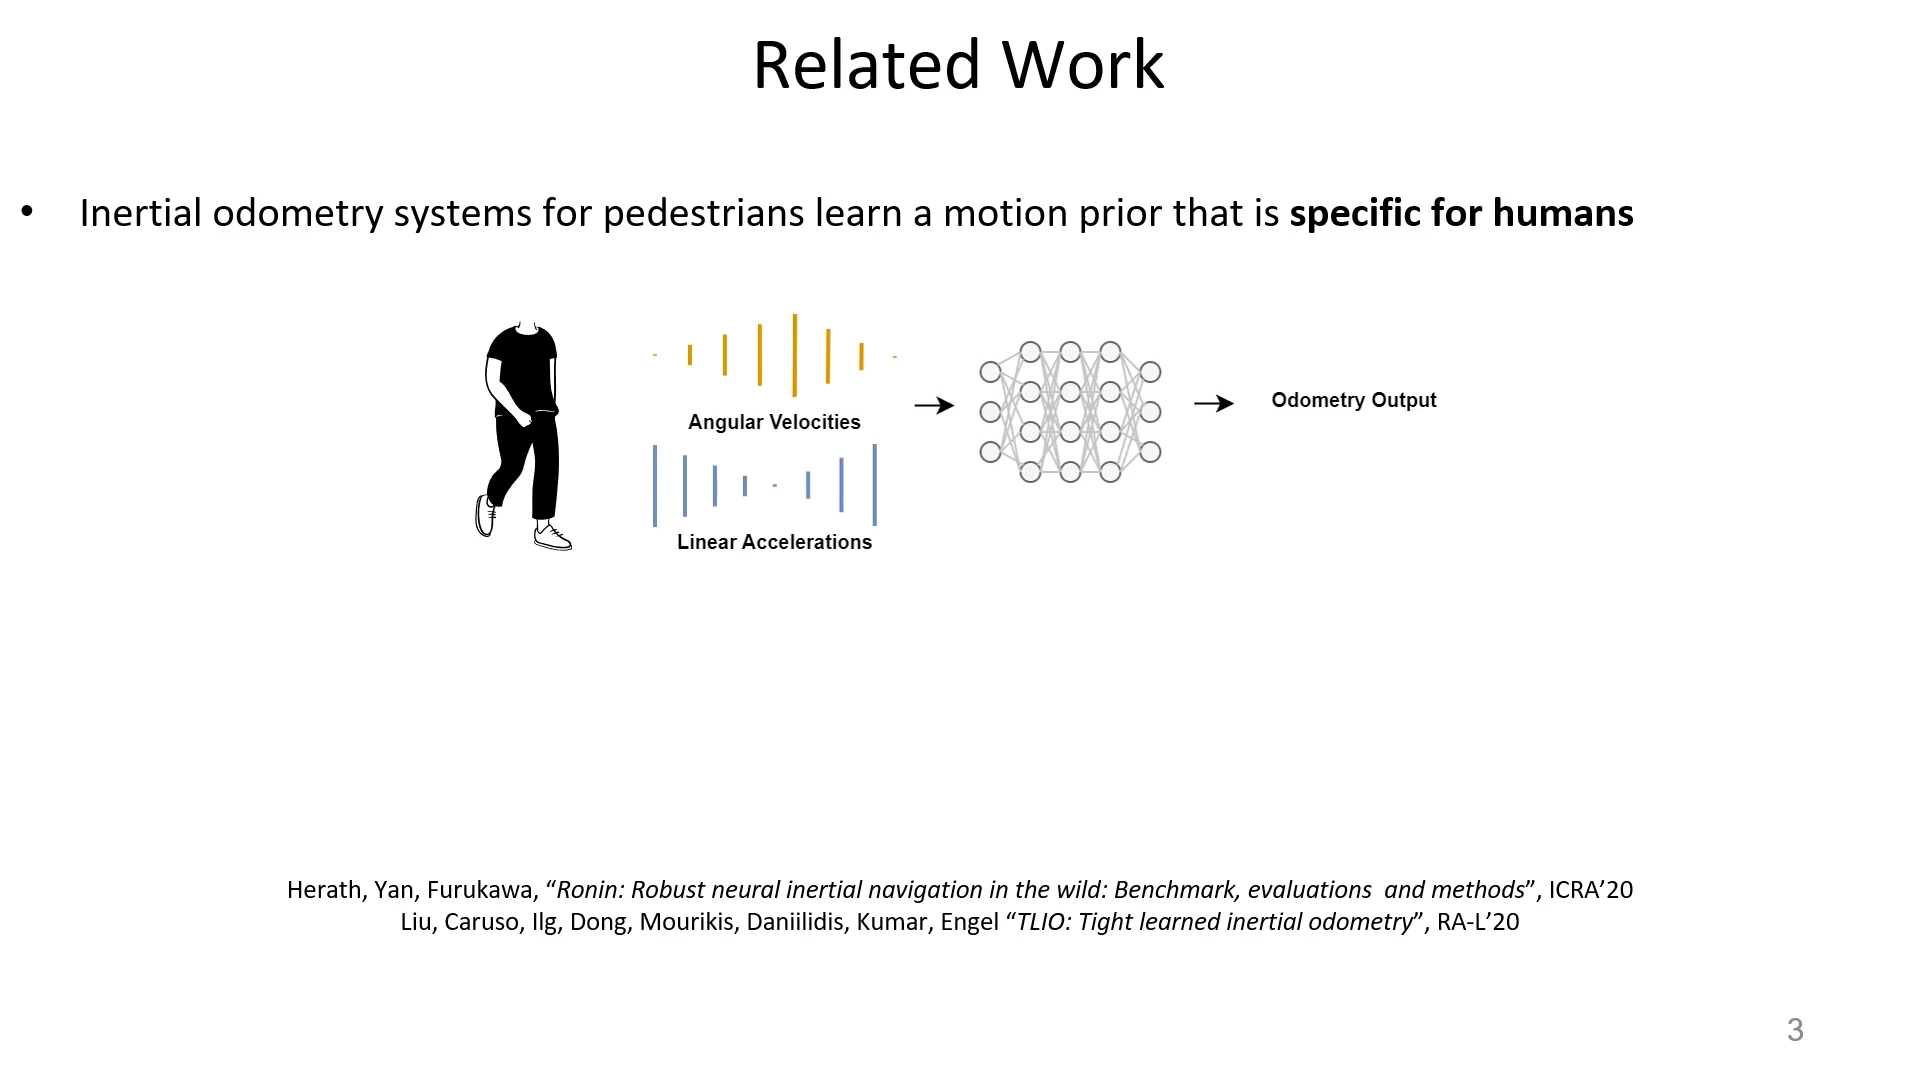 Related Work
• Inertial odometry systems for pedestrians learn a motion prior that is specific for humans
Angular Velocities
Linear Accelerations
Odometry Output
Herath, Yan, Furukawa, “Ronin: Robust neural inertial navigation in the wild: Benchmark, evaluations  and methods”, ICRA’20
Liu, Caruso, Ilg, Dong, Mourikis, Daniilidis, Kumar, Engel “TLIO: Tight learned inertial odometry”, RA-L’20
3